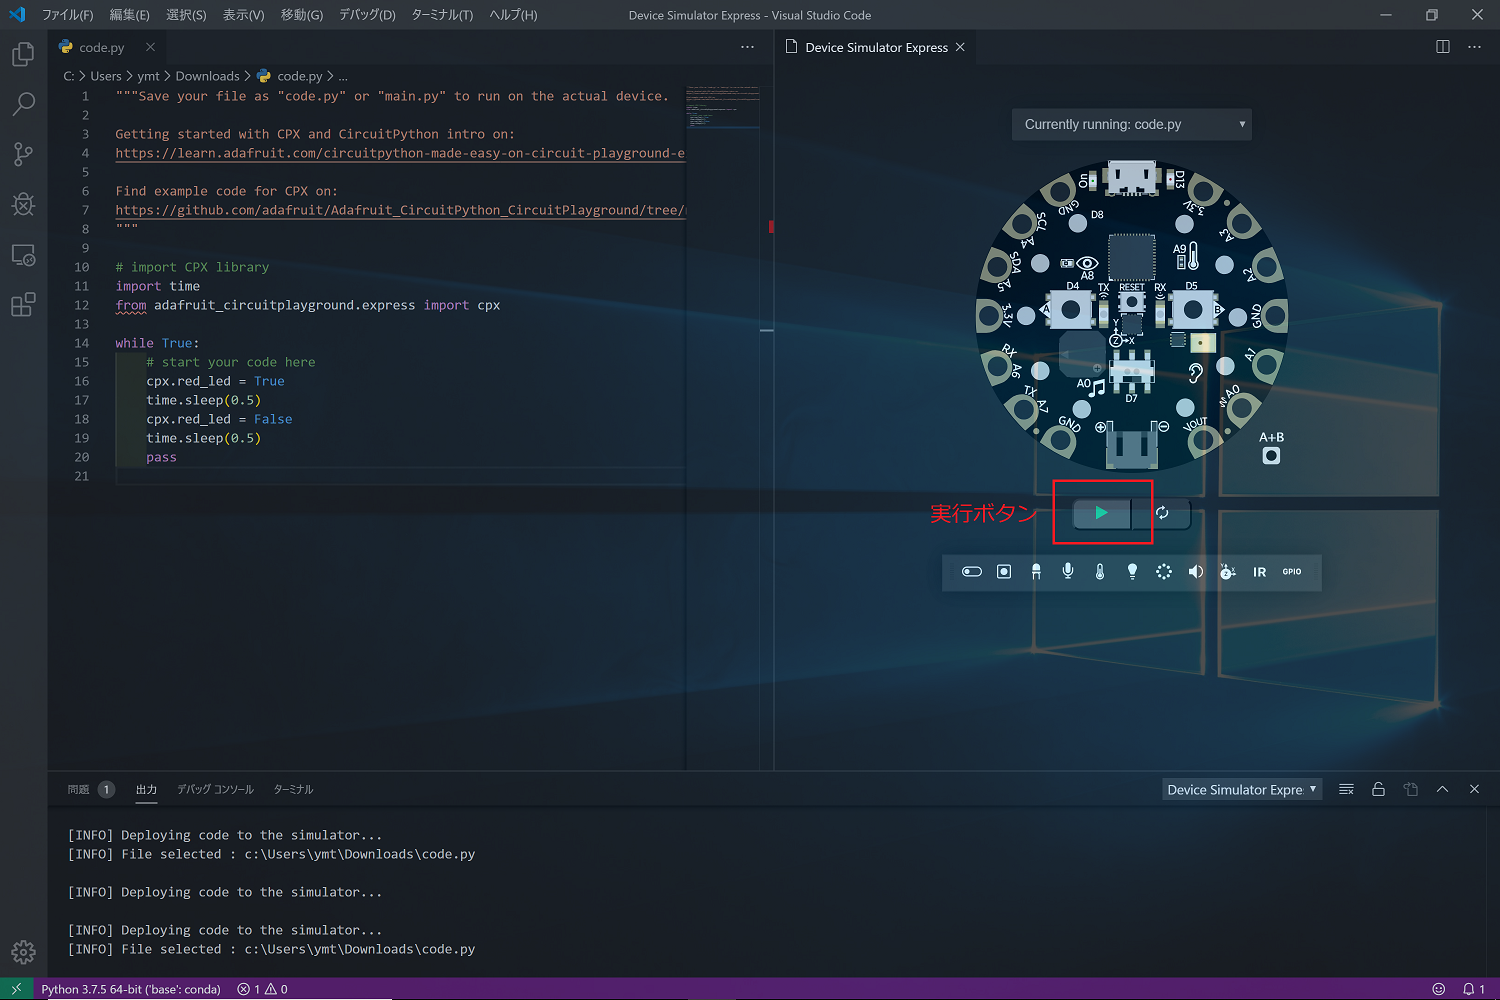 ファイル(F) 編集(E) 選択(S) 表示(V) 移動(G) デバッグ(D) ターミナル(T) ヘルプ(H) Device Simulator Express - Visual Studio Code
code.py
C: > Users > ymt > Downloads > code.py > ...
1 """Save your file as "code.py" or "main.py" to run on the actual device.
2
3 Getting started with CPX and CircuitPython intro on:
4 https://learn.adafruit.com/circuitpython-made-easy-on-circuit-playground-e
5
6 Find example code for CPX on:
7 https://github.com/adafruit/Adafruit_CircuitPython_CircuitPlayground/tree/
8 """
9
10 # import CPX library
11 import time
12 from adafruit_circuitplayground.express import cpx
13
14 while True:
15 # start your code here
16 cpx.red_led = True
17 time.sleep(0.5)
18 cpx.red_led = False
19 time.sleep(0.5)
20 pass
21
Device Simulator Express
Currently running: code.py
On
D13
GND
D8
3.3V
SCL
A4
A3
SDA
A5
A8
A9
A2
D4
TX
RESET
RX
D5
3.3V
A
B
GND
Y
Z
X
RX
A6
A1
A0
D7
TX
A7
A0
GND
VOUT
A+B
実行ボタン
IR
GPIO
問題 1 出力 デバッグ コンソール ターミナル
Device Simulator Expre
[INFO] Deploying code to the simulator...
[INFO] File selected : c:\Users\ymt\Downloads\code.py
[INFO] Deploying code to the simulator...
[INFO] Deploying code to the simulator...
[INFO] File selected : c:\Users\ymt\Downloads\code.py
Python 3.7.5 64-bit ('base': conda) 1 0
1